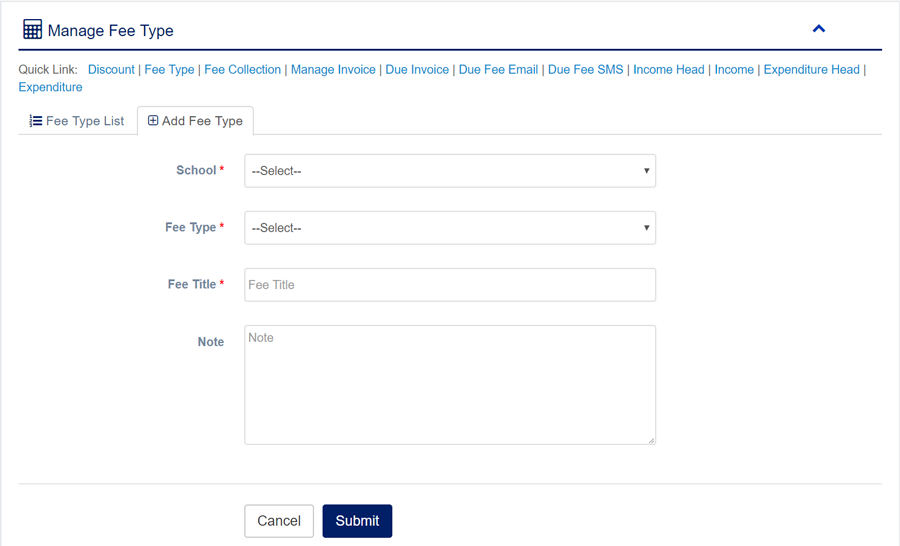 Manage Fee Type
Quick Link: Discount | Fee Type | Fee Collection | Manage Invoice | Due Invoice | Due Fee Email | Due Fee SMS | Income Head | Income | Expenditure Head |
Expenditure
Fee Type List Add Fee Type
School * --Select--
Fee Type * --Select--
Fee Title * Fee Title
Note Note
Cancel Submit